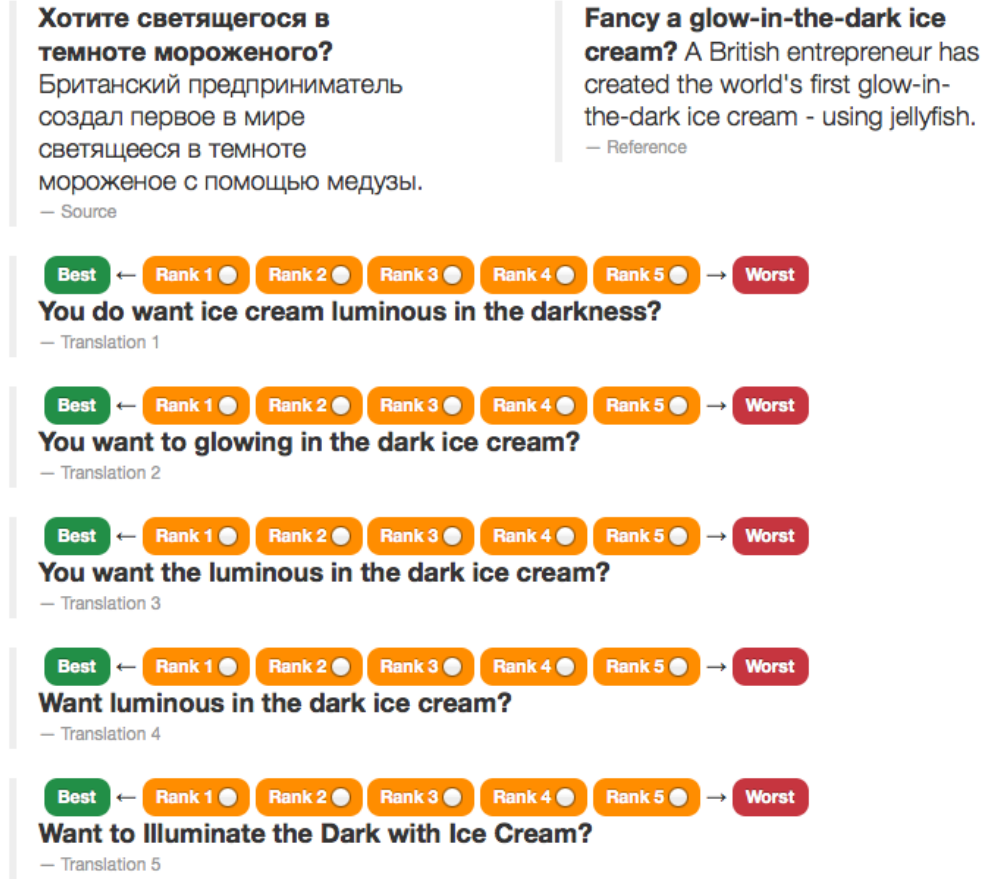 Хотите светящегося в
темноте мороженого?
Британский предприниматель
создал первое в мире
светящееся в темноте
мороженое с помощью медузы.
— Source
Fancy a glow-in-the-dark ice
cream? A British entrepreneur has
created the world's first glow-in-
the-dark ice cream - using jellyfish.
— Reference
Best ← Rank 1 Rank 2 Rank 3 Rank 4 Rank 5 → Worst
You do want ice cream luminous in the darkness?
— Translation 1
Best ← Rank 1 Rank 2 Rank 3 Rank 4 Rank 5 → Worst
You want to glowing in the dark ice cream?
— Translation 2
Best ← Rank 1 Rank 2 Rank 3 Rank 4 Rank 5 → Worst
You want the luminous in the dark ice cream?
— Translation 3
Best ← Rank 1 Rank 2 Rank 3 Rank 4 Rank 5 → Worst
Want luminous in the dark ice cream?
— Translation 4
Best ← Rank 1 Rank 2 Rank 3 Rank 4 Rank 5 → Worst
Want to Illuminate the Dark with Ice Cream?
— Translation 5